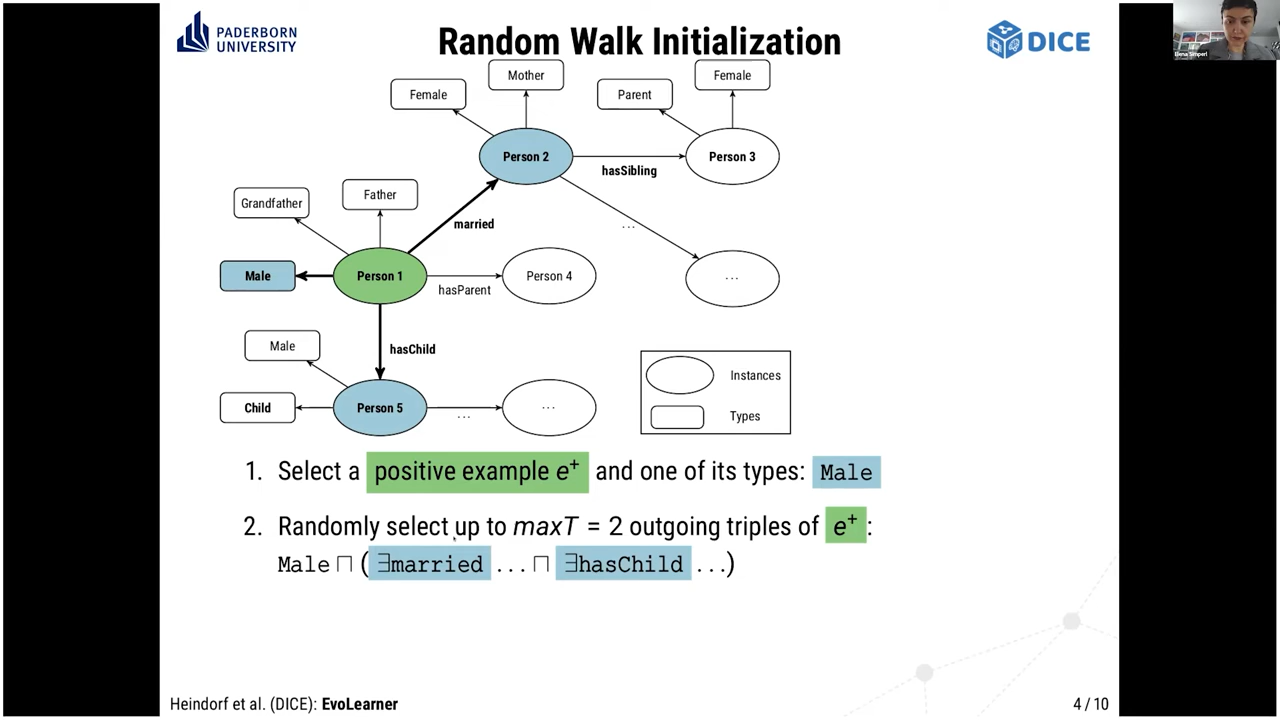 PADERBORN
UNIVERSITY
Random Walk Initialization
DICE
Elena Simperl
Mother
Female
Female
Parent
Person 2
Person 3
hasSibling
Father
Grandfather
married
...
Male
Person 1
Person 4
...
hasParent
Male
hasChild
Instances
Child
Person 5
...
...
Types
1. Select a positive example e⁺ and one of its types: Male
2. Randomly select up to maxT = 2 outgoing triples of e⁺:
Male ⊓ (∃married ... ⊓ ∃hasChild ...)
Heindorf et al. (DICE): EvoLearner
4 / 10